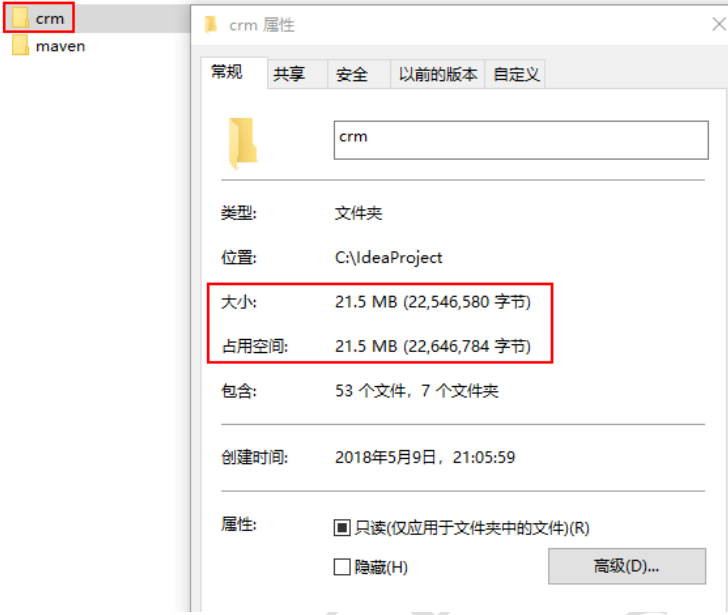 crm
maven
crm 属性
常规 共享 安全 以前的版本 自定义
crm
类型: 文件夹
位置: C:\IdeaProject
大小: 21.5 MB (22,546,580 字节)
占用空间: 21.5 MB (22,646,784 字节)
包含: 53 个文件，7 个文件夹
创建时间: 2018年5月9日，21:05:59
属性: 只读(仅应用于文件夹中的文件)(R)
隐藏(H) 高级(D)...